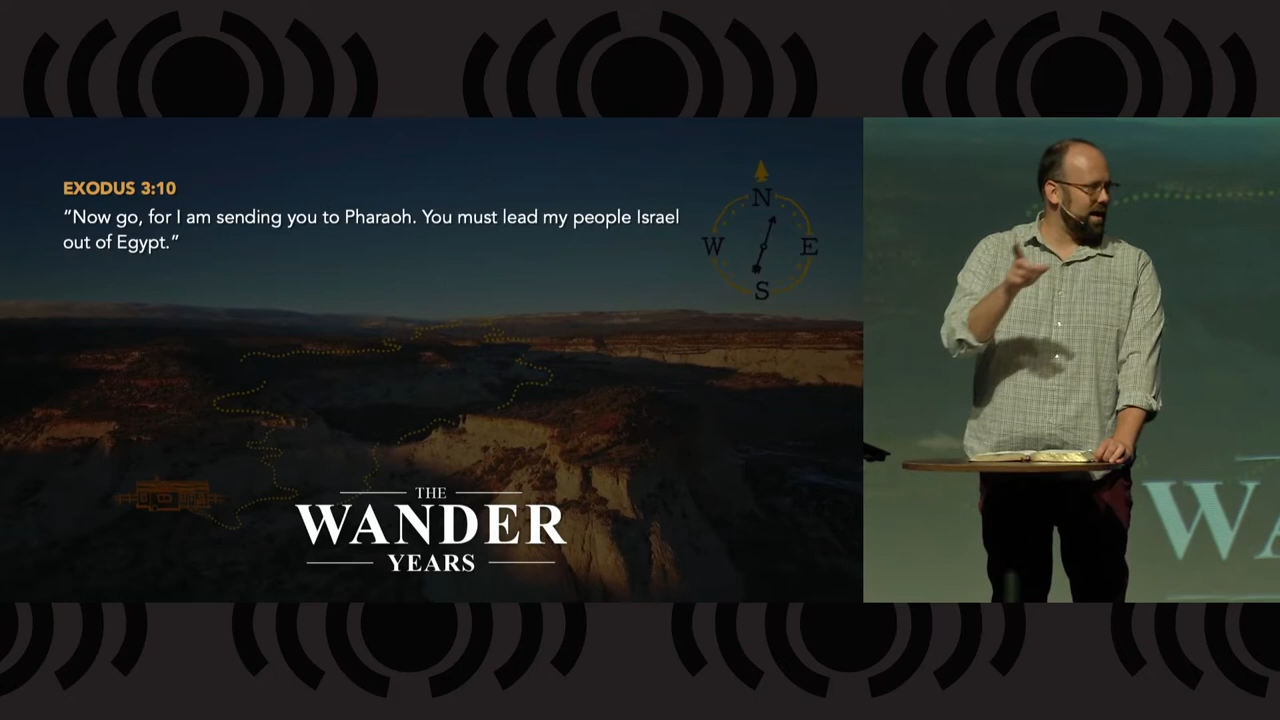 EXODUS 3:10
“Now go, for I am sending you to Pharaoh. You must lead my people Israel
out of Egypt.”
N
W E
S
THE
WANDER
YEARS
WA